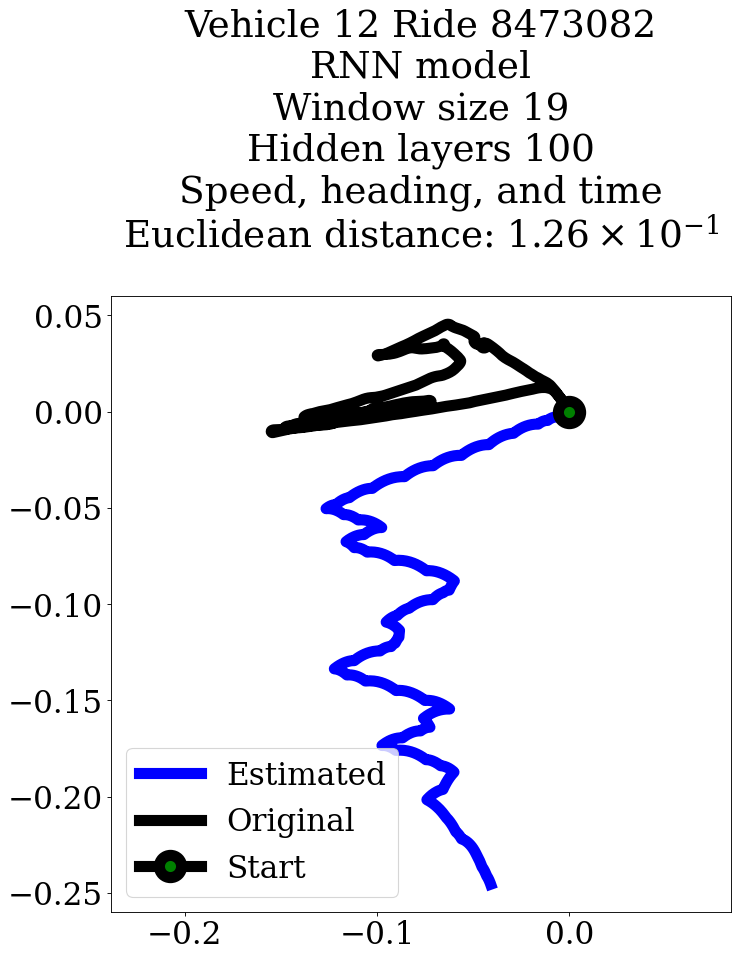 Vehicle 12 Ride 8473082
RNN model
Window size 19
Hidden layers 100
Speed, heading, and time
Euclidean distance: 1.26 × 10⁻¹
0.05
0.00
−0.05
−0.10
−0.15
−0.20
−0.25
Estimated
Original
Start
−0.2
−0.1
0.0